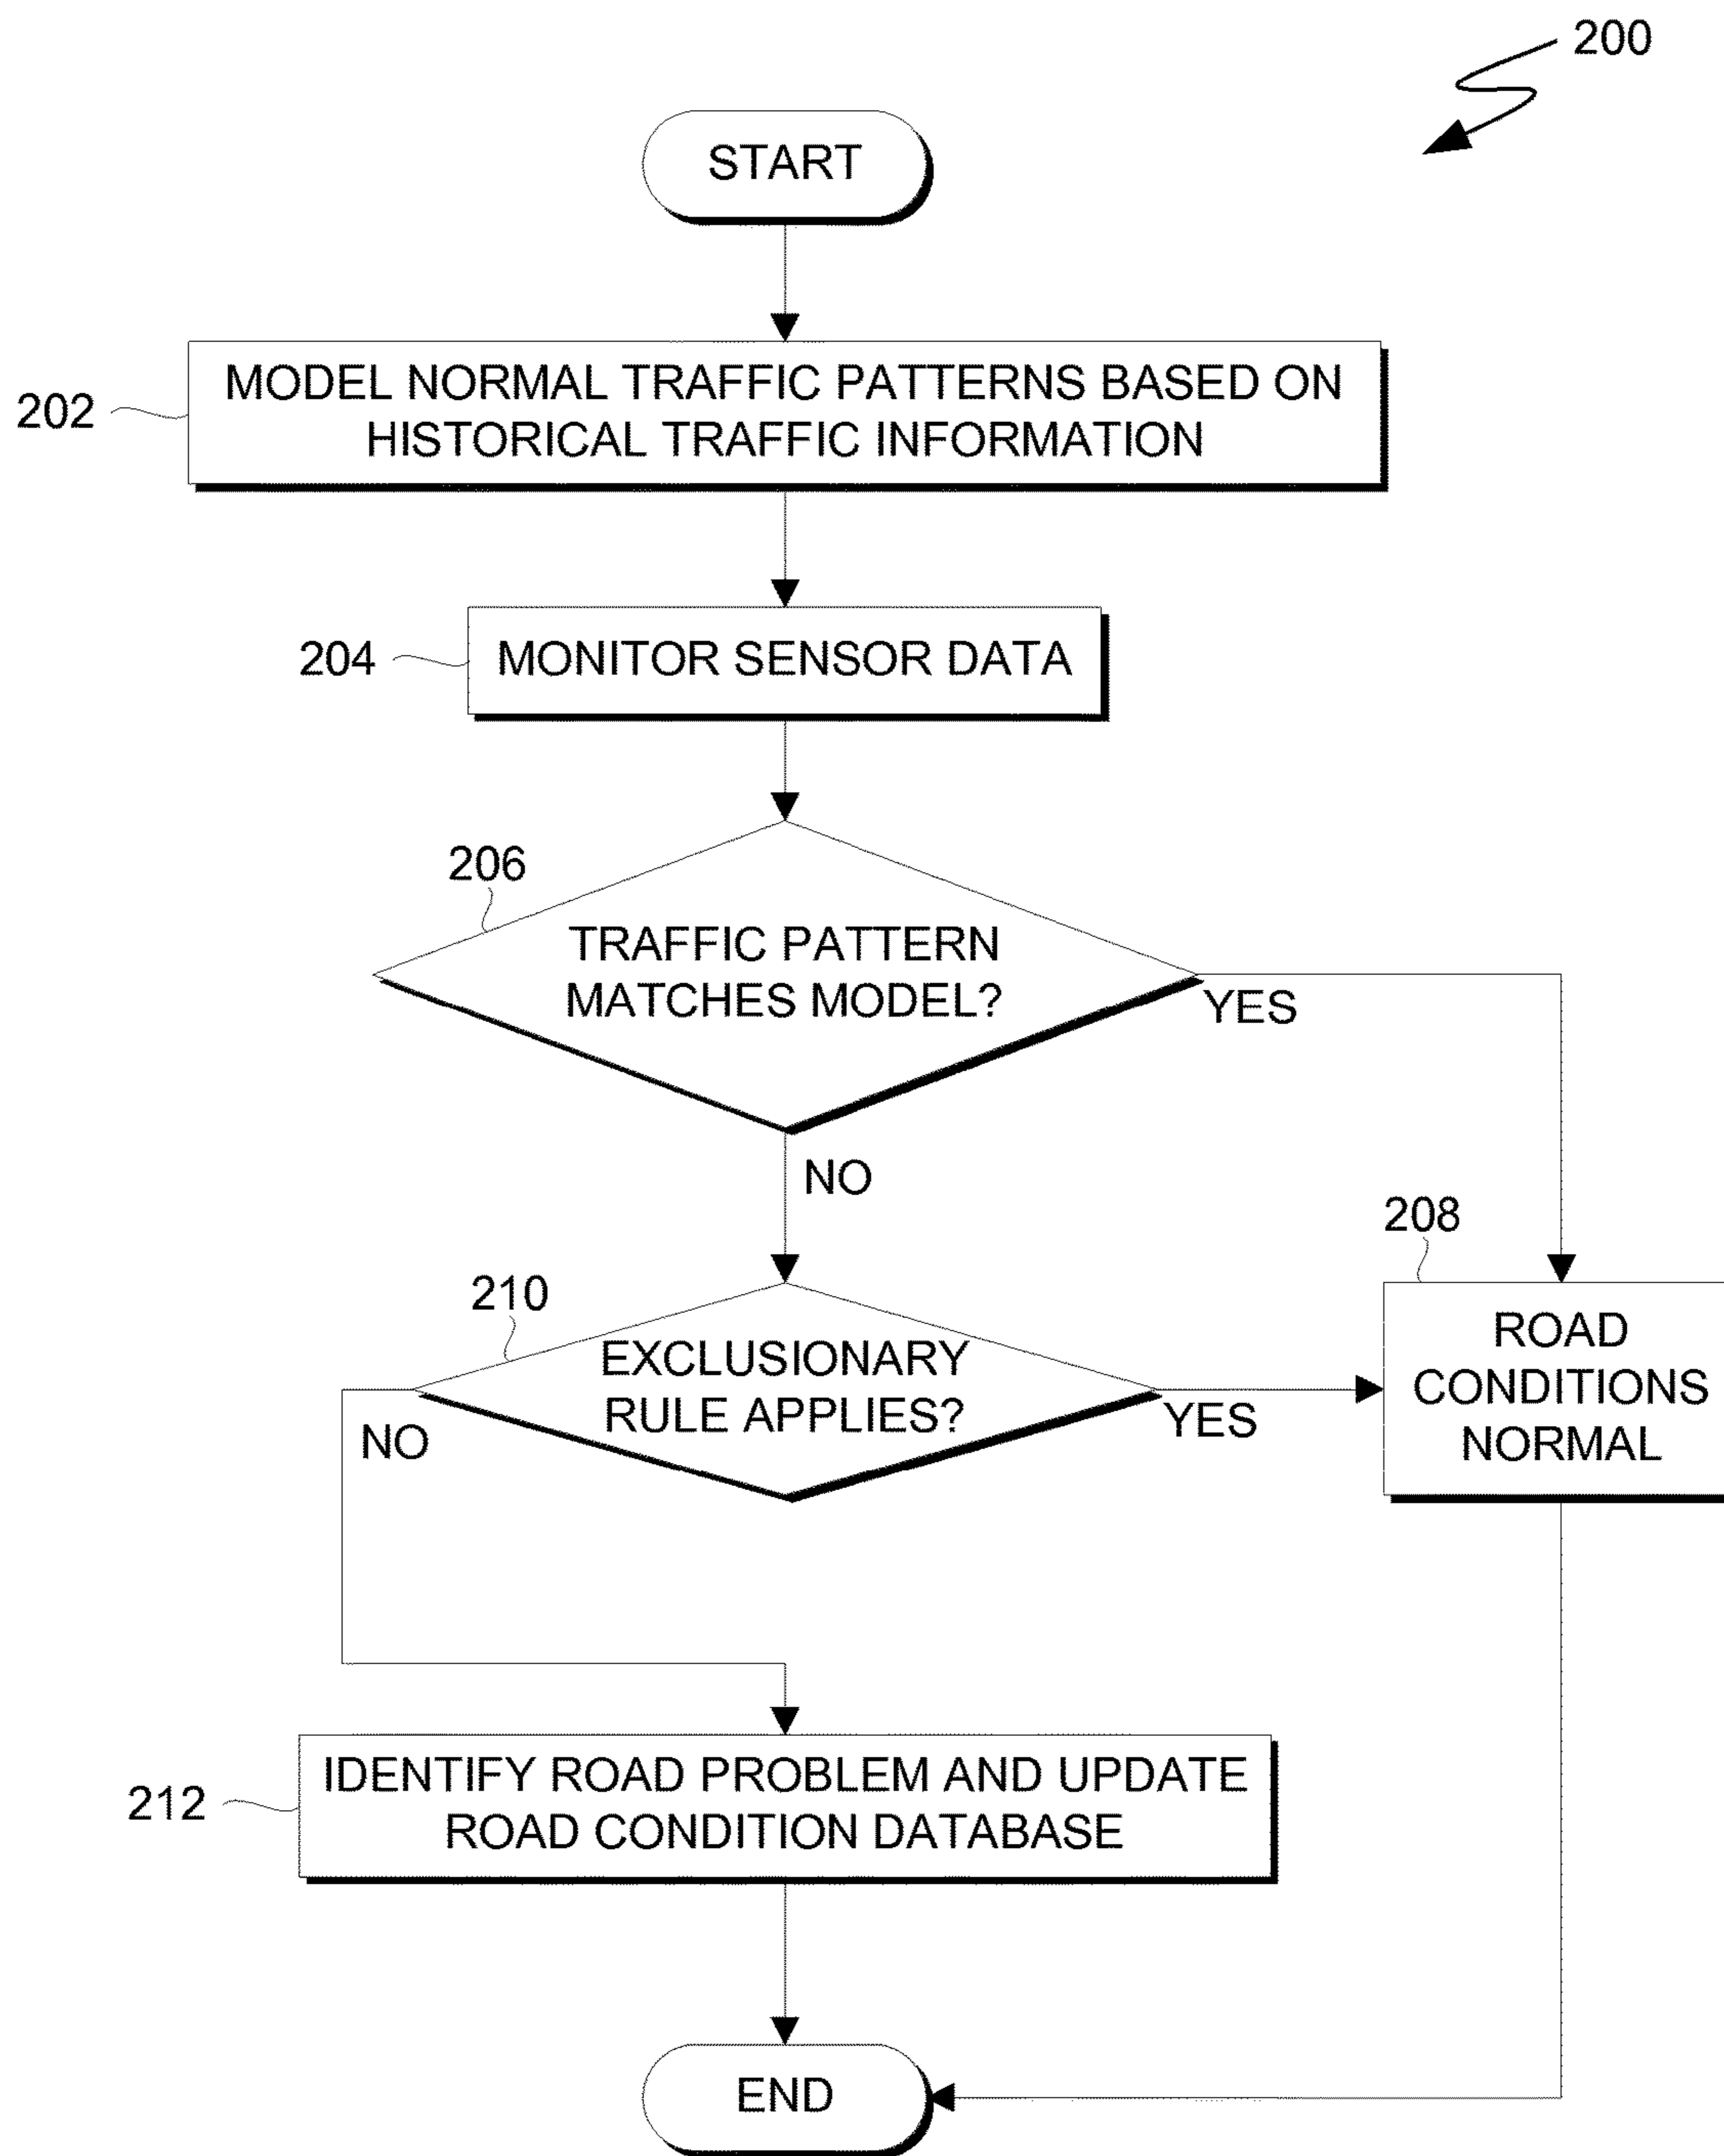 200
START
202
MODEL NORMAL TRAFFIC PATTERNS BASED ON
HISTORICAL TRAFFIC INFORMATION
204
MONITOR SENSOR DATA
206
TRAFFIC PATTERN
MATCHES MODEL?
YES
NO
208
210
EXCLUSIONARY
RULE APPLIES?
NO
YES
ROAD
CONDITIONS
NORMAL
212
IDENTIFY ROAD PROBLEM AND UPDATE
ROAD CONDITION DATABASE
END